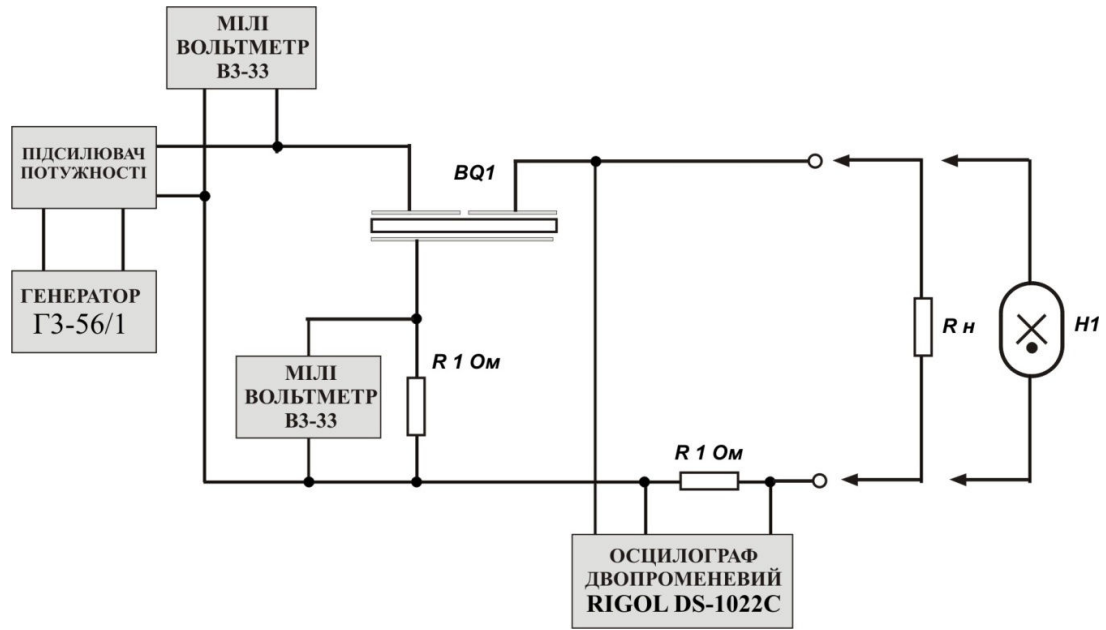 МІЛІ
ВОЛЬТМЕТР
В3-33
ПІДСИЛЮВАЧ
ПОТУЖНОСТІ
BQ1
ГЕНЕРАТОР
Г3-56/1
R н
H1
R 1 Ом
МІЛІ
ВОЛЬТМЕТР
В3-33
R 1 Ом
ОСЦИЛОГРАФ
ДВОПРОМЕНЕВИЙ
RIGOL DS-1022C